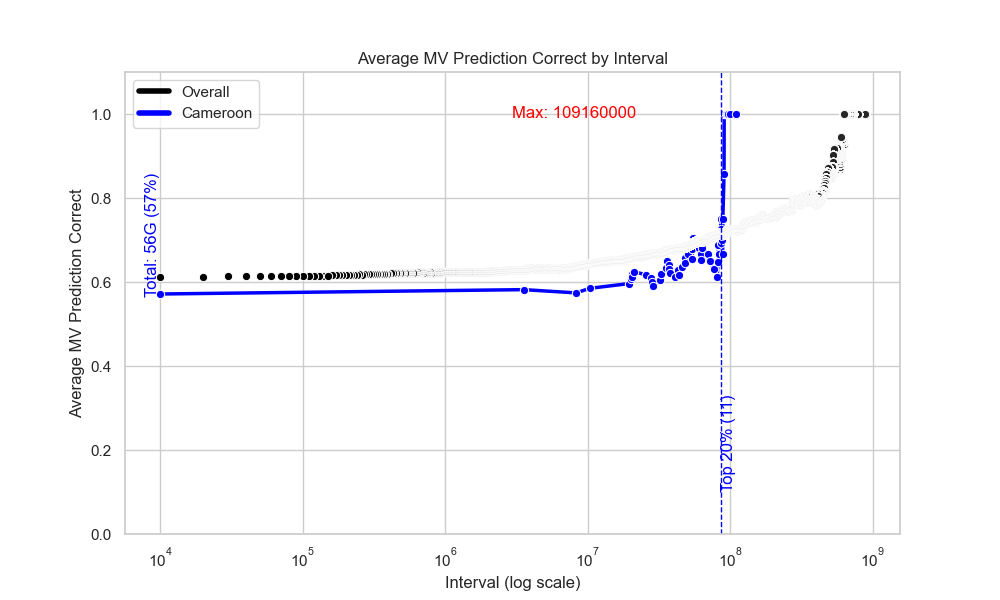 Average MV Prediction Correct by Interval
Overall
Cameroon
Max: 109160000
Total: 56G (57%)
Top 20% (11)
Average MV Prediction Correct
1.0
0.8
0.6
0.4
0.2
0.0
10^4
10^5
10^6
10^7
10^8
10^9
Interval (log scale)